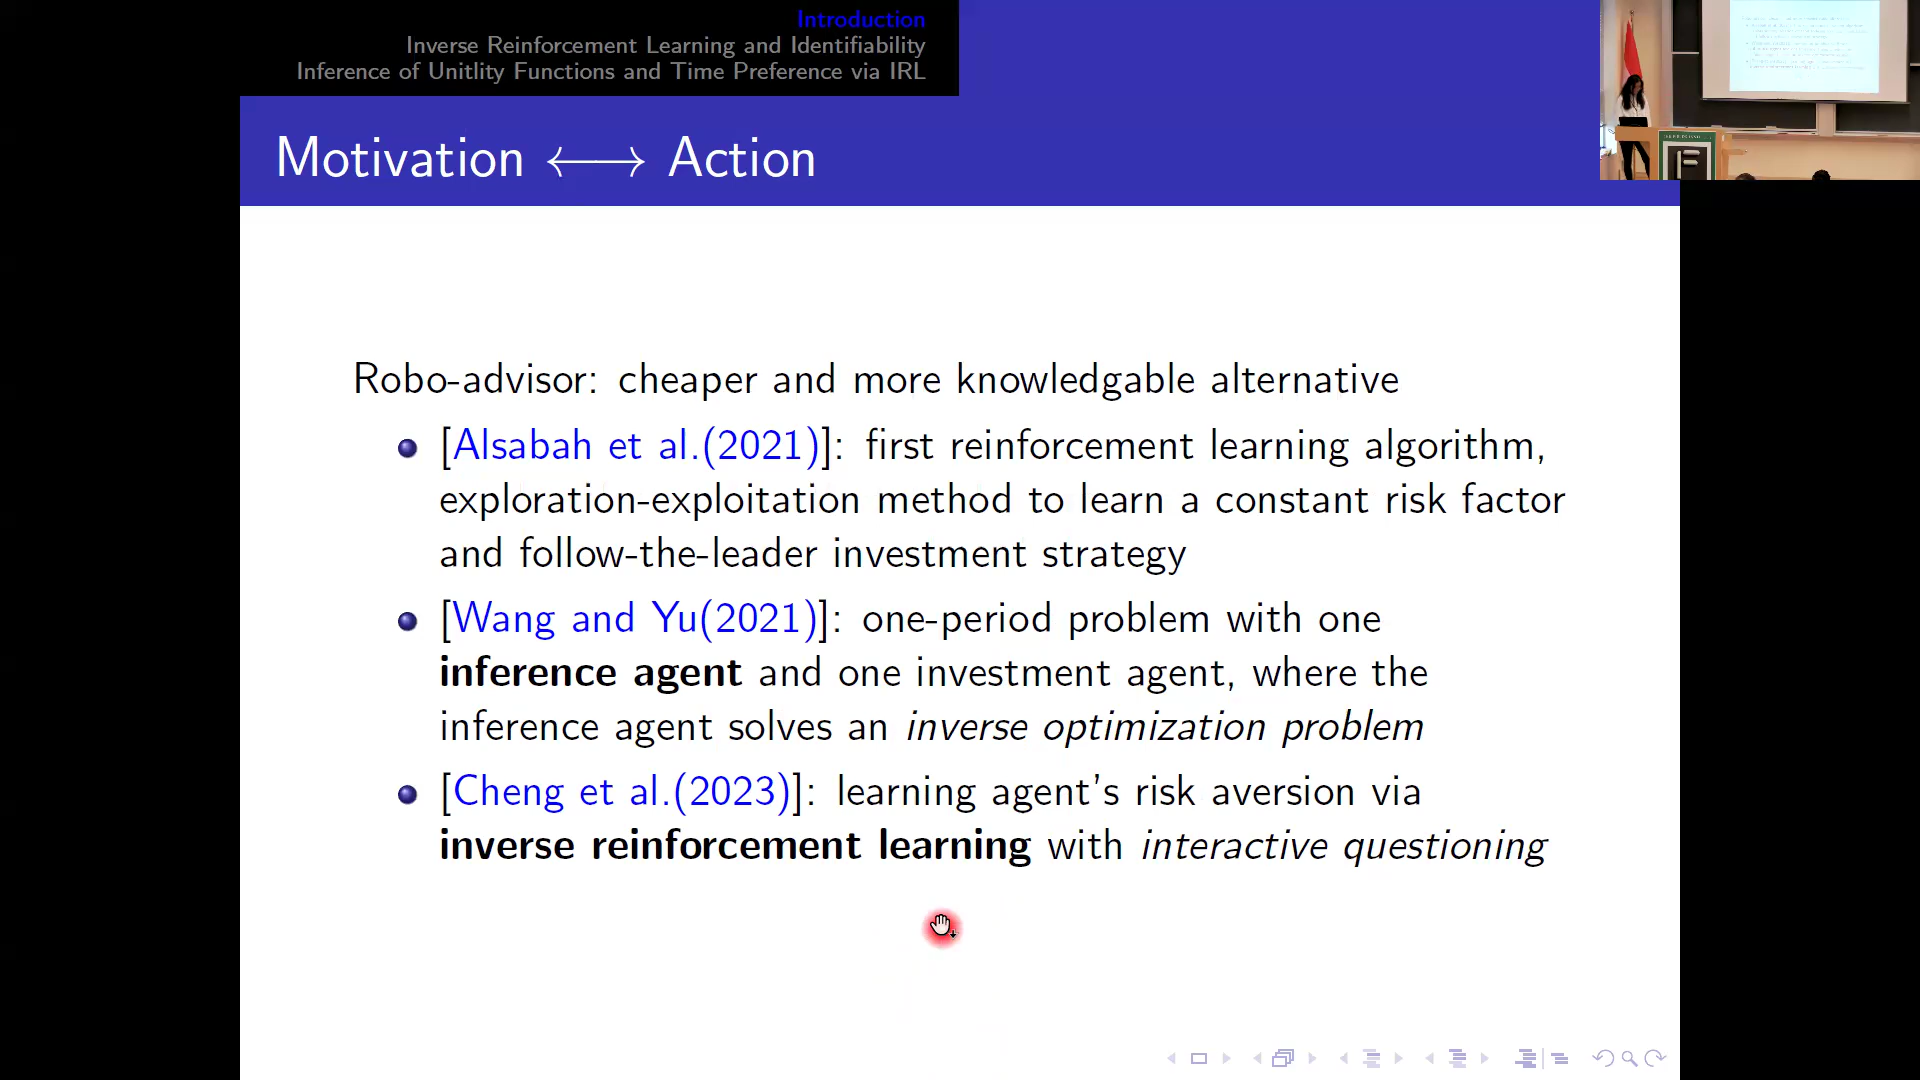 Introduction
Inverse Reinforcement Learning and Identifiability
Inference of Unitlity Functions and Time Preference via IRL
Motivation ⟷ Action
Robo-advisor: cheaper and more knowledgable alternative
[Alsabah et al.(2021)]: first reinforcement learning algorithm,
exploration-exploitation method to learn a constant risk factor
and follow-the-leader investment strategy
[Wang and Yu(2021)]: one-period problem with one
inference agent and one investment agent, where the
inference agent solves an inverse optimization problem
[Cheng et al.(2023)]: learning agent's risk aversion via
inverse reinforcement learning with interactive questioning